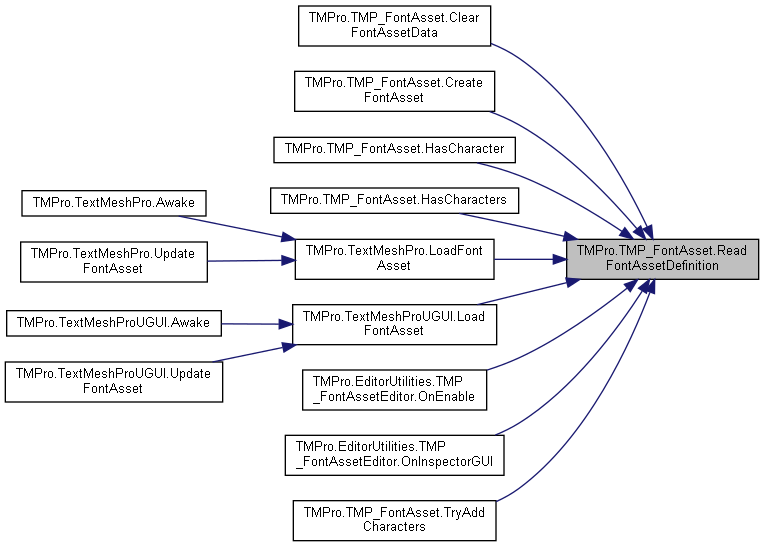 TMPro.TMP_FontAsset.Clear
FontAssetData
TMPro.TMP_FontAsset.Create
FontAsset
TMPro.TMP_FontAsset.HasCharacter
TMPro.TMP_FontAsset.HasCharacters
TMPro.TextMeshPro.Awake
TMPro.TextMeshPro.Update
FontAsset
TMPro.TextMeshPro.LoadFont
Asset
TMPro.TMP_FontAsset.Read
FontAssetDefinition
TMPro.TextMeshProUGUI.Awake
TMPro.TextMeshProUGUI.Load
FontAsset
TMPro.TextMeshProUGUI.Update
FontAsset
TMPro.EditorUtilities.TMP
_FontAssetEditor.OnEnable
TMPro.EditorUtilities.TMP
_FontAssetEditor.OnInspectorGUI
TMPro.TMP_FontAsset.TryAdd
Characters